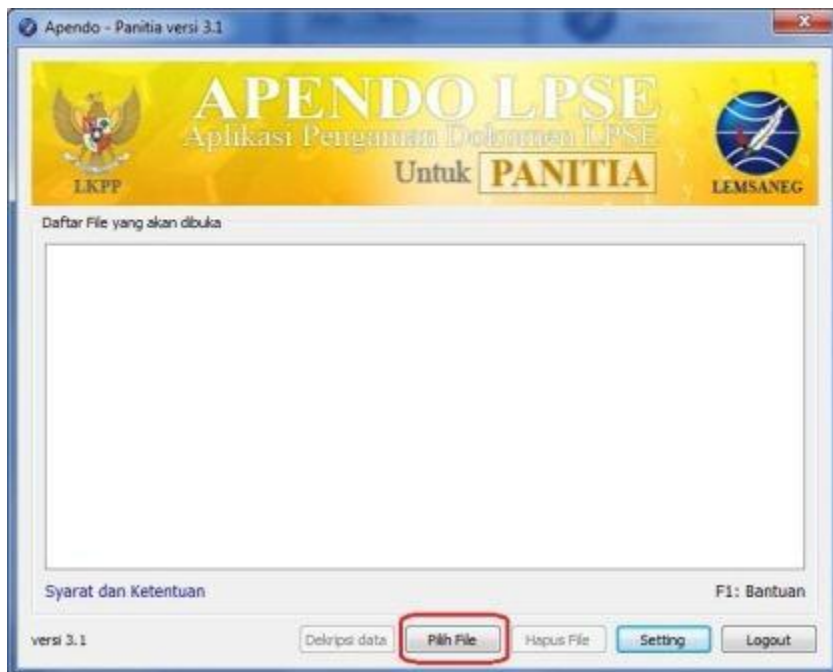 Apendo - Panitia versi 3.1
APENDO LPSE
Aplikasi Pengaman Dokumen LPSE
Untuk PANITIA
LKPP
LEMSANEG
Daftar File yang akan dibuka
Syarat dan Ketentuan
F1: Bantuan
versi 3.1
Dekripsi data
Pilih File
Hapus File
Setting
Logout